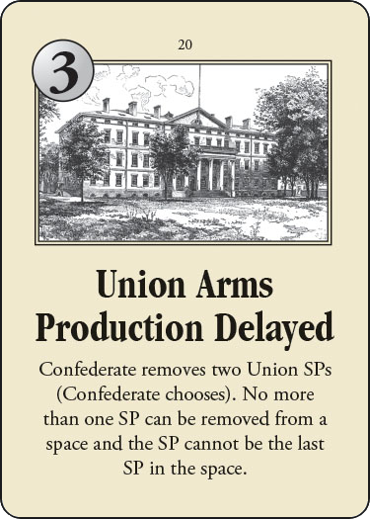 20
3
Union Arms
Production Delayed
Confederate removes two Union SPs
(Confederate chooses). No more
than one SP can be removed from a
space and the SP cannot be the last
SP in the space.